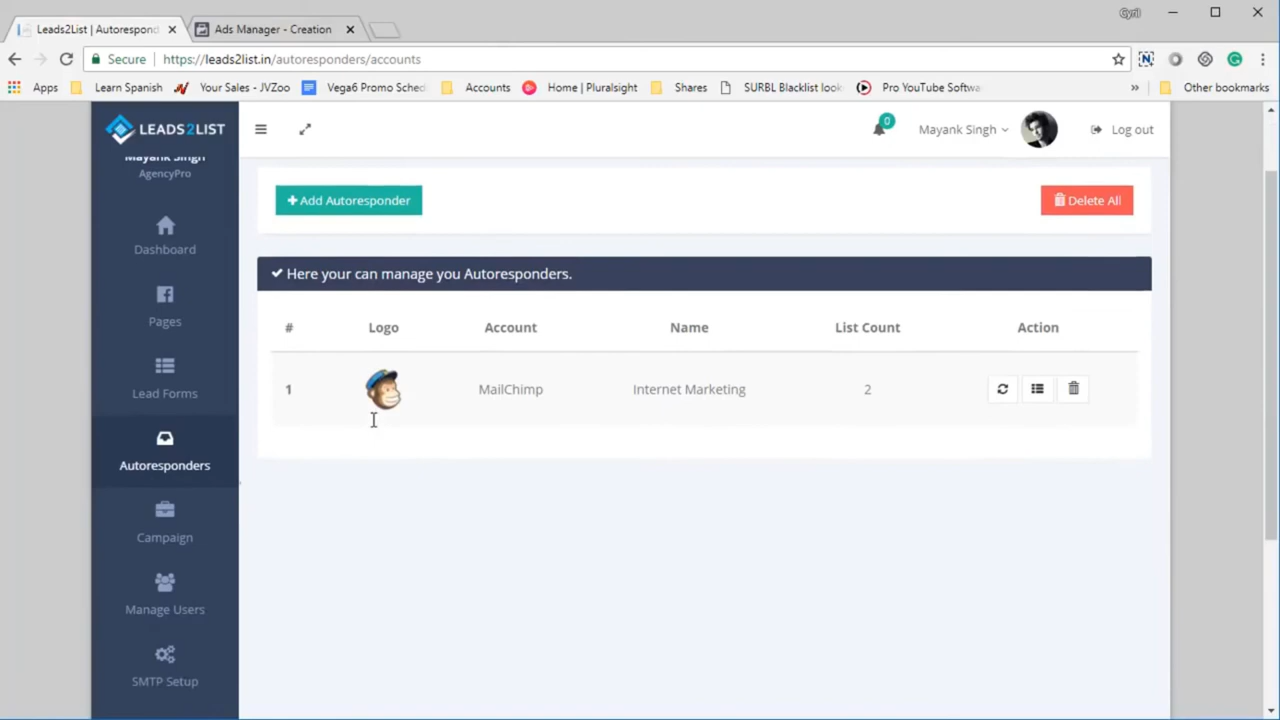 Leads2List | Autorespond
Ads Manager - Creation
Cyril
Secure
https://leads2list.in/autoresponders/accounts
Apps
Learn Spanish
Your Sales - JVZoo
Vega6 Promo Sched
Accounts
Home | Pluralsight
Shares
SURBL Blacklist look
Pro YouTube Softwa
»
Other bookmarks
LEADS2LIST
0
Mayank Singh
Log out
Mayank Singh
AgencyPro
Dashboard
Pages
Lead Forms
Autoresponders
Campaign
Manage Users
SMTP Setup
+ Add Autoresponder
Delete All
Here your can manage you Autoresponders.
# Logo Account Name List Count Action
1 MailChimp Internet Marketing 2